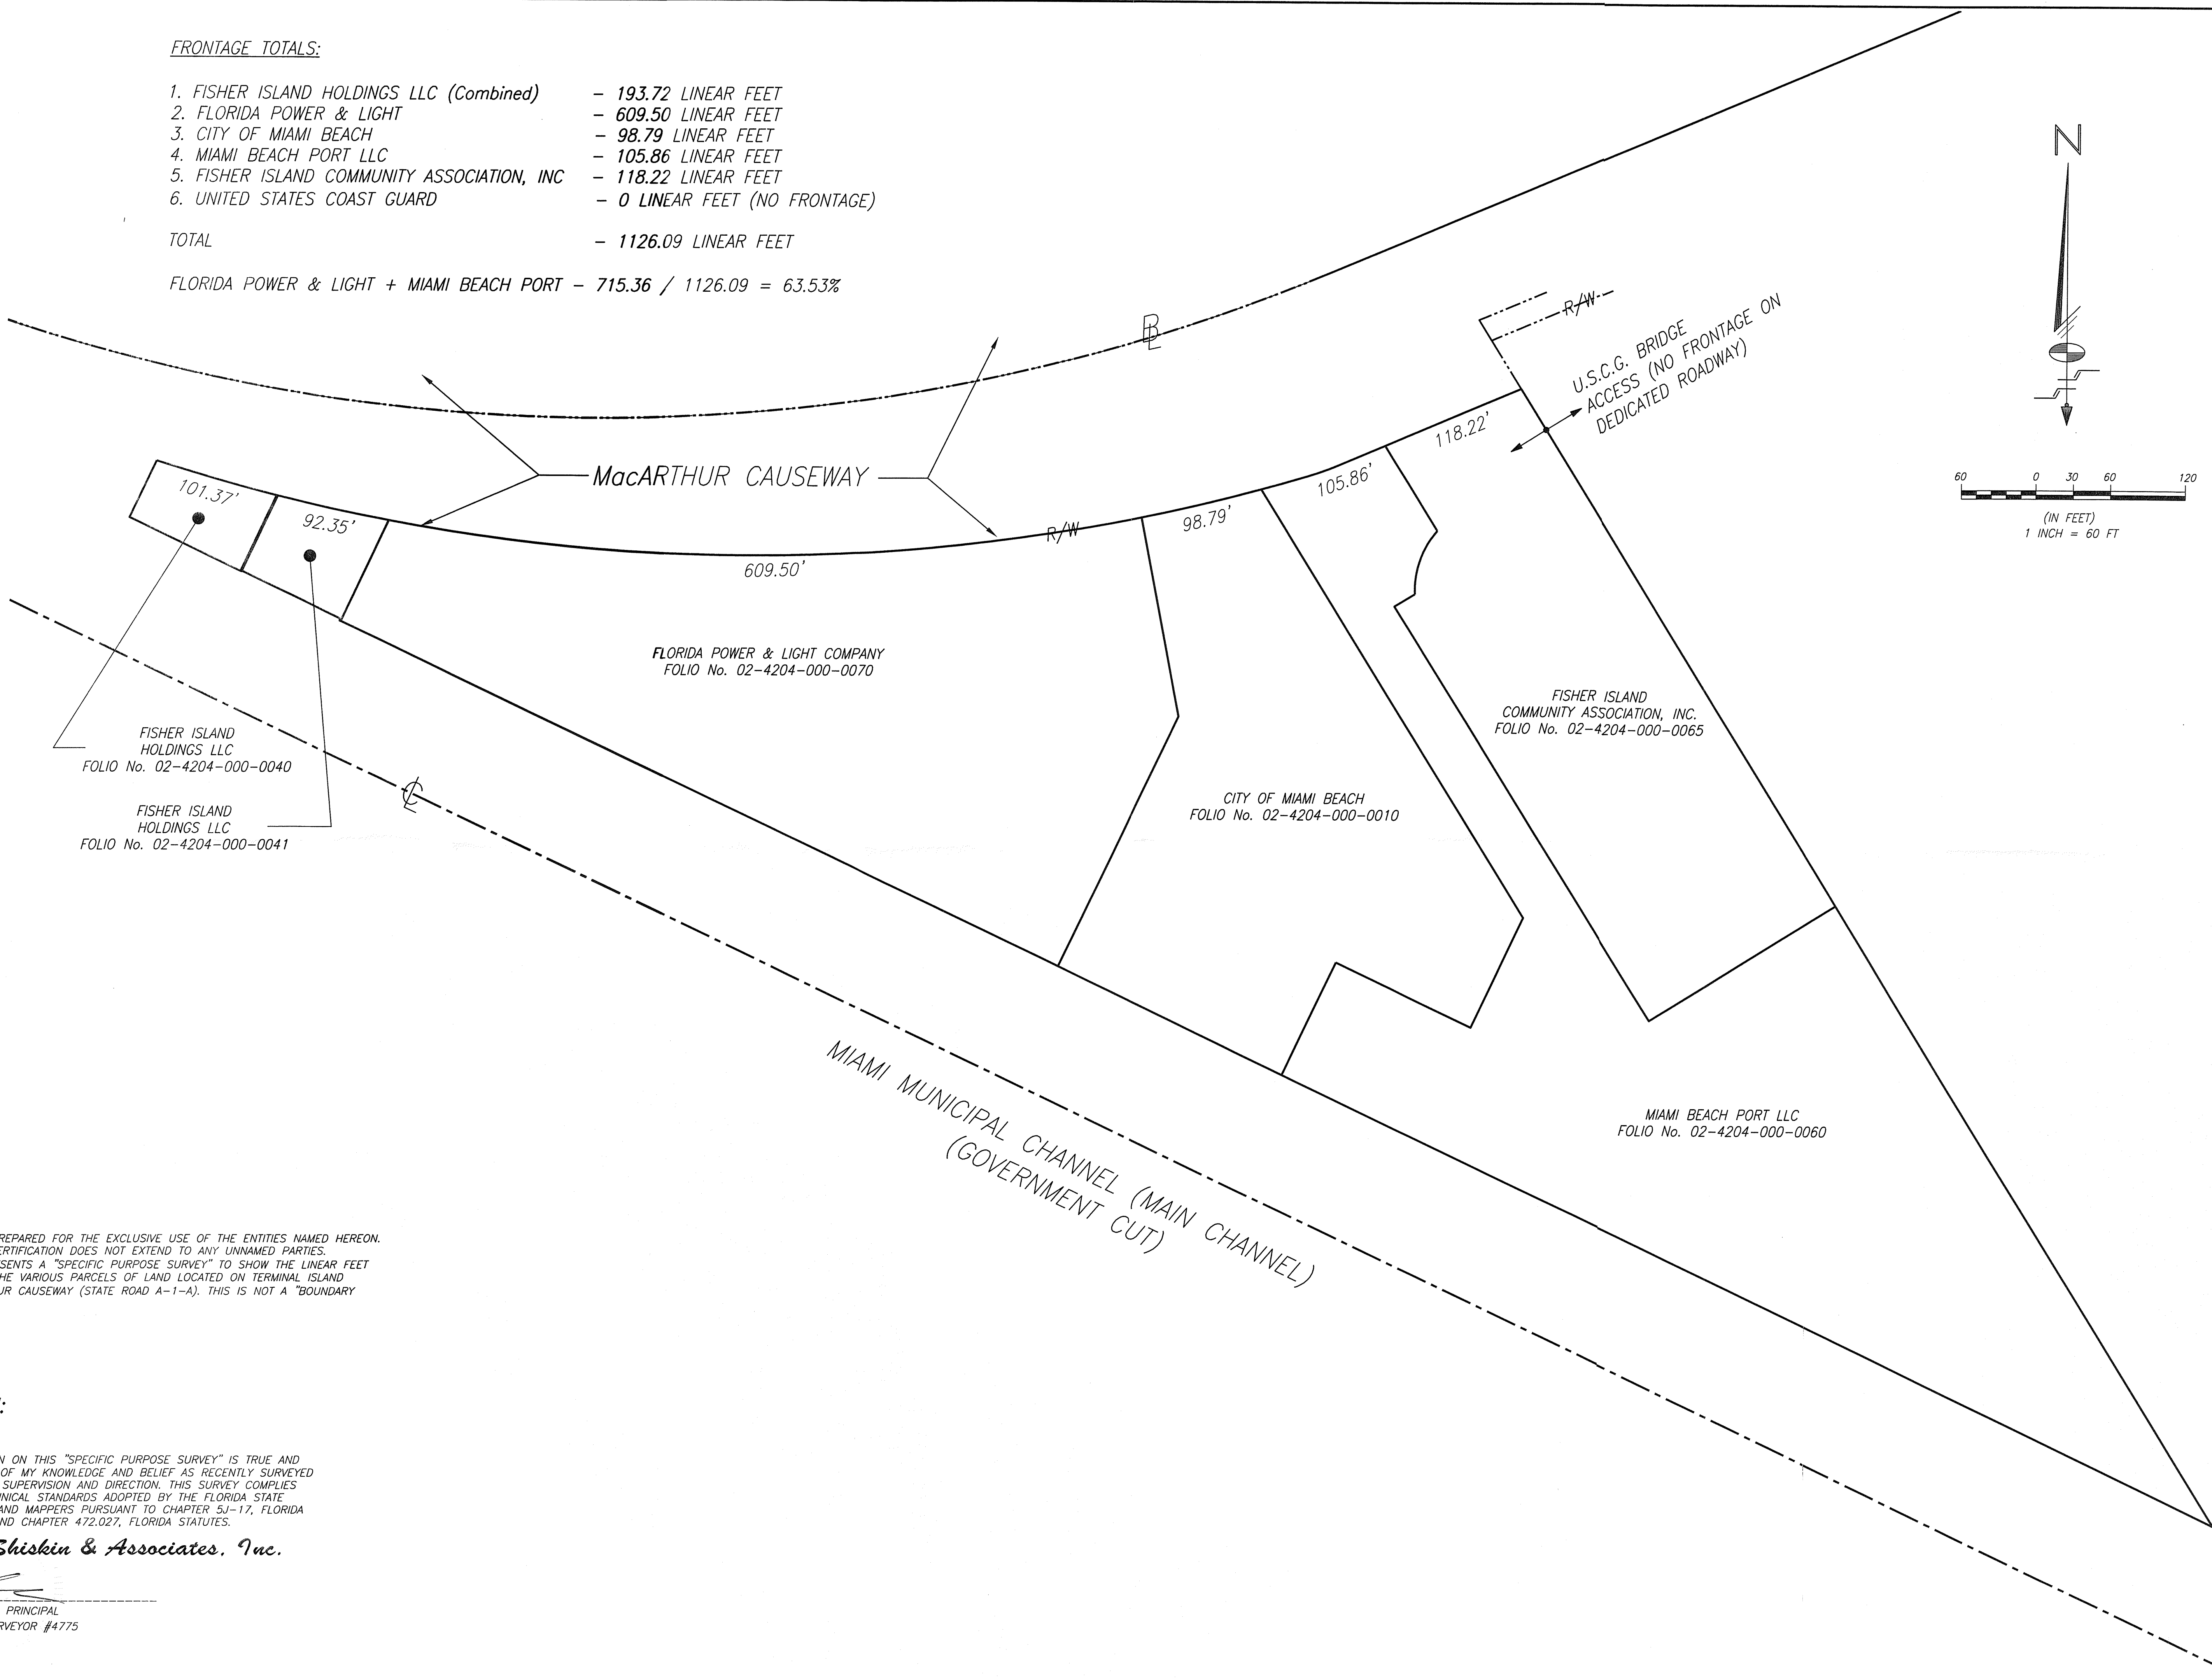 FRONTAGE TOTALS:
1. FISHER ISLAND HOLDINGS LLC (Combined) – 193.72 LINEAR FEET
2. FLORIDA POWER & LIGHT – 609.50 LINEAR FEET
3. CITY OF MIAMI BEACH – 98.79 LINEAR FEET
4. MIAMI BEACH PORT LLC – 105.86 LINEAR FEET
5. FISHER ISLAND COMMUNITY ASSOCIATION, INC – 118.22 LINEAR FEET
6. UNITED STATES COAST GUARD – 0 LINEAR FEET (NO FRONTAGE)
TOTAL – 1126.09 LINEAR FEET
FLORIDA POWER & LIGHT + MIAMI BEACH PORT – 715.36 / 1126.09 = 63.53%
N
BL
R/W
U.S.C.G. BRIDGE
ACCESS (NO FRONTAGE ON
DEDICATED ROADWAY)
60 0 30 60 120
(IN FEET)
1 INCH = 60 FT
MacARTHUR CAUSEWAY
101.37'
92.35'
609.50'
R/W
98.79'
105.86'
118.22'
FLORIDA POWER & LIGHT COMPANY
FOLIO No. 02-4204-000-0070
FISHER ISLAND
COMMUNITY ASSOCIATION, INC.
FOLIO No. 02-4204-000-0065
FISHER ISLAND
HOLDINGS LLC
FOLIO No. 02-4204-000-0040
FISHER ISLAND
HOLDINGS LLC
FOLIO No. 02-4204-000-0041
CL
CITY OF MIAMI BEACH
FOLIO No. 02-4204-000-0010
MIAMI BEACH PORT LLC
FOLIO No. 02-4204-000-0060
MIAMI MUNICIPAL CHANNEL (MAIN CHANNEL)
(GOVERNMENT CUT)
REPARED FOR THE EXCLUSIVE USE OF THE ENTITIES NAMED HEREON.
ERTIFICATION DOES NOT EXTEND TO ANY UNNAMED PARTIES.
SENTS A "SPECIFIC PURPOSE SURVEY" TO SHOW THE LINEAR FEET
HE VARIOUS PARCELS OF LAND LOCATED ON TERMINAL ISLAND
UR CAUSEWAY (STATE ROAD A-1-A). THIS IS NOT A "BOUNDARY
:
N ON THIS "SPECIFIC PURPOSE SURVEY" IS TRUE AND
OF MY KNOWLEDGE AND BELIEF AS RECENTLY SURVEYED
SUPERVISION AND DIRECTION. THIS SURVEY COMPLIES
NICAL STANDARDS ADOPTED BY THE FLORIDA STATE
AND MAPPERS PURSUANT TO CHAPTER 5J-17, FLORIDA
ND CHAPTER 472.027, FLORIDA STATUTES.
Shiskin & Associates, Inc.
PRINCIPAL
RVEYOR #4775